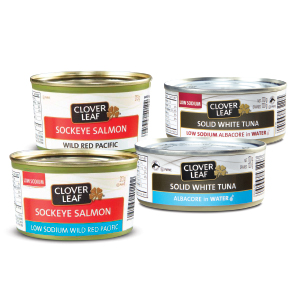 CLOVER
LEAF
SOCKEYE SALMON
WILD RED PACIFIC
LOW SODIUM
CLOVER
LEAF
SOLID WHITE TUNA
LOW SODIUM ALBACORE in WATER
LOW SODIUM
CLOVER
LEAF
SOCKEYE SALMON
LOW SODIUM WILD RED PACIFIC
CLOVER
LEAF
SOLID WHITE TUNA
ALBACORE in WATER